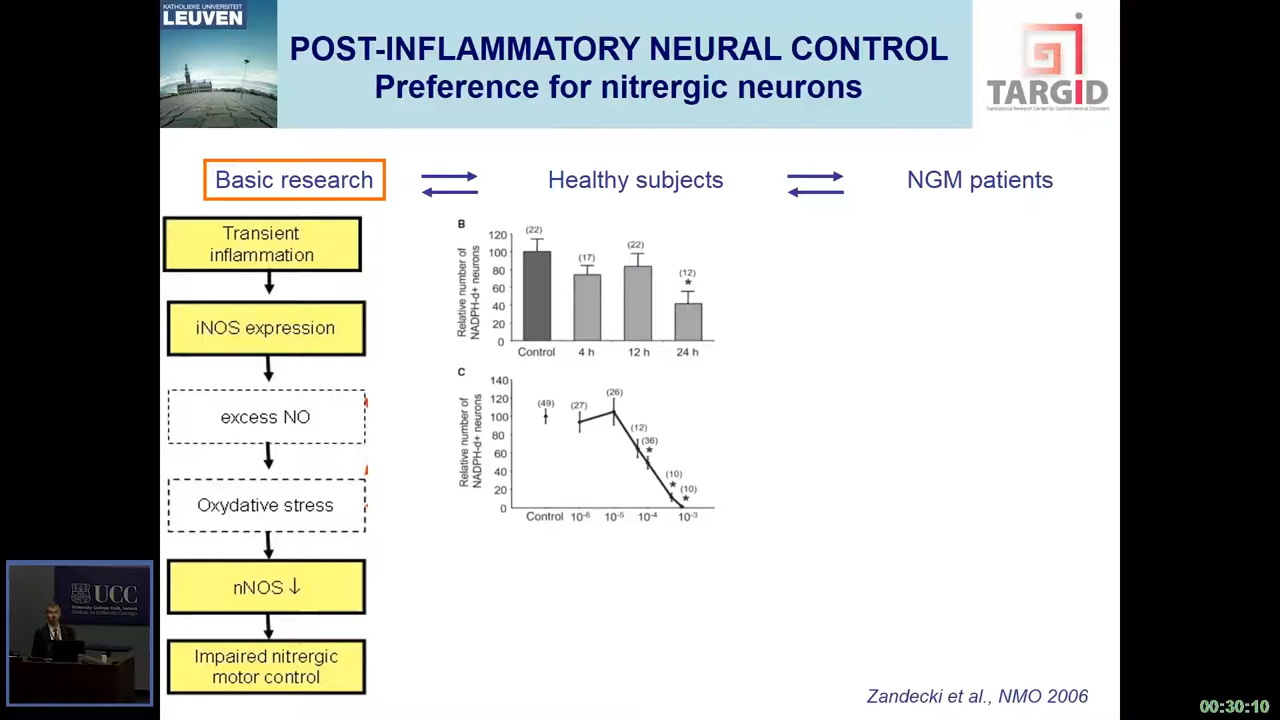 KATHOLIEKE UNIVERSITEIT
LEUVEN
POST-INFLAMMATORY NEURAL CONTROL
Preference for nitrergic neurons
TARGiD
Basic research
Healthy subjects
NGM patients
Transient
inflammation
iNOS expression
excess NO
Oxydative stress
nNOS ↓
Impaired nitrergic
motor control
B
Relative number of
NADPH-d+ neurons
120
100
80
60
40
20
0
(22)
(17)
(22)
(12)
*
Control
4 h
12 h
24 h
C
Relative number of
NADPH-d+ neurons
140
120
100
80
60
40
20
0
(49)
(27)
(26)
(12)
(36)
*
(10)
*
(10)
*
Control
10-6
10-5
10-4
10-3
Zandecki et al., NMO 2006
UCC
00:30:10